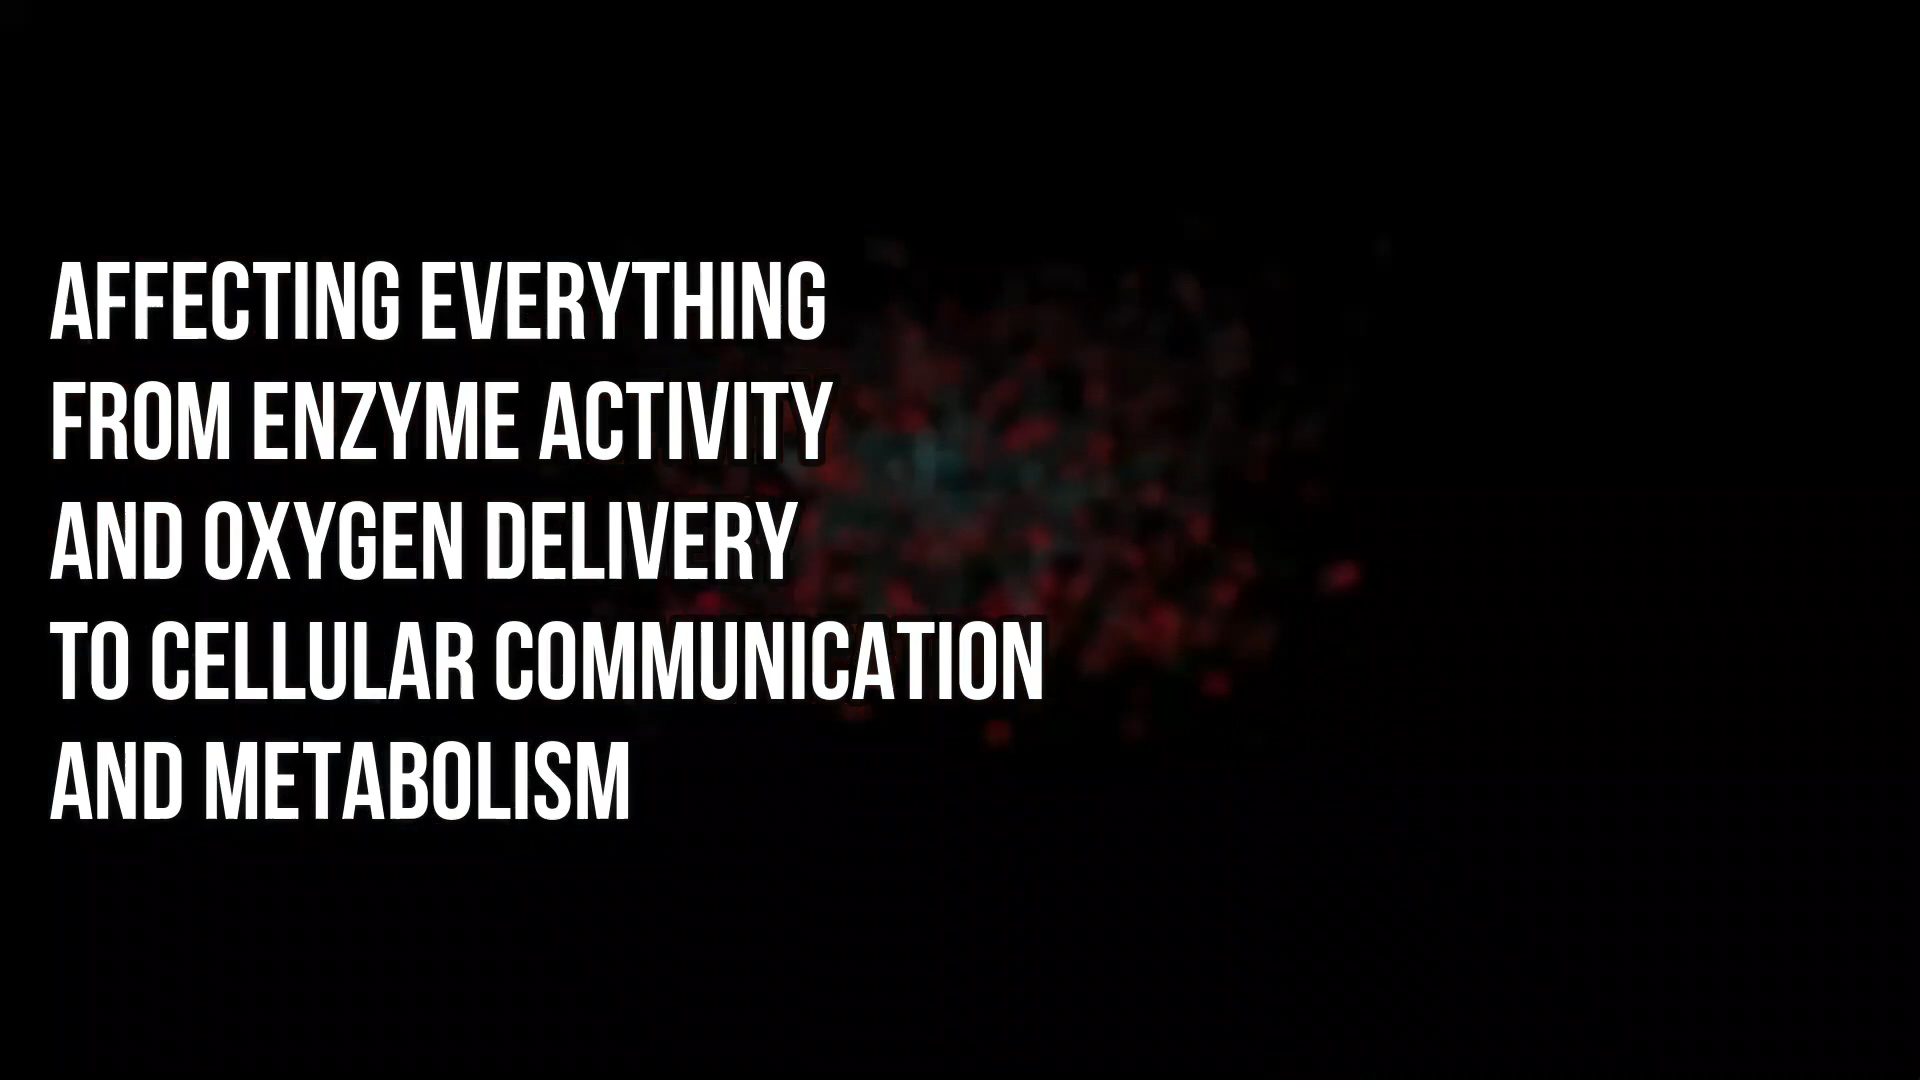 AFFECTING EVERYTHING
FROM ENZYME ACTIVITY
AND OXYGEN DELIVERY
TO CELLULAR COMMUNICATION
AND METABOLISM